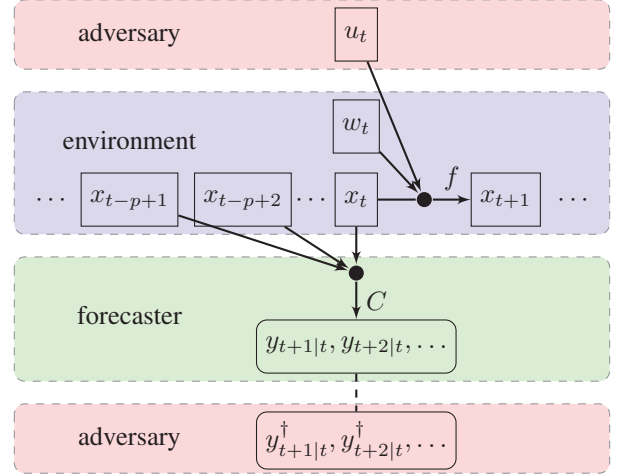 adversary u_t
w_t
environment
… x_{t−p+1} x_{t−p+2} … x_t f x_{t+1} …
C
forecaster
y_{t+1|t}, y_{t+2|t}, …
adversary y^†_{t+1|t}, y^†_{t+2|t}, …